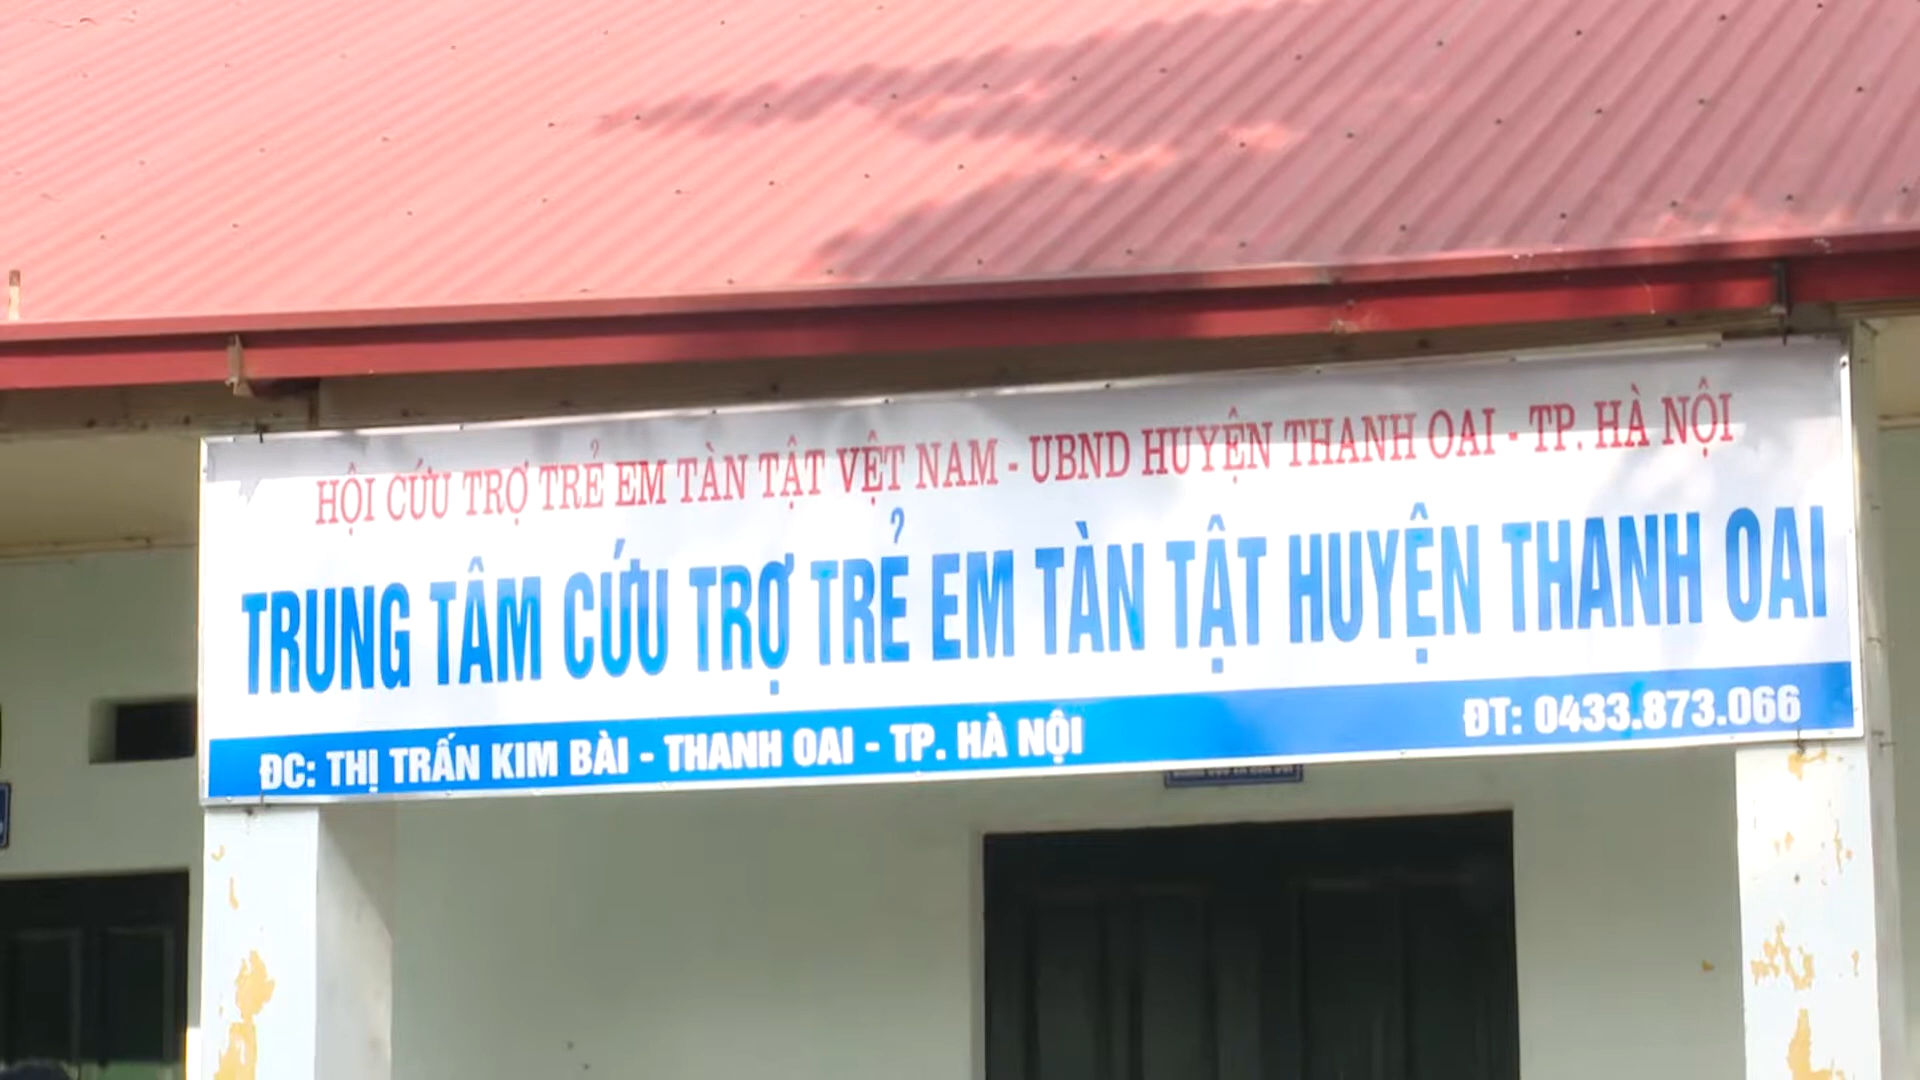 HỘI CỨU TRỢ TRẺ EM TÀN TẬT VỆT NAM - UBND HUYỆN THANH OAI - TP. HÀ NỘI
TRUNG TÂM CỨU TRỢ TRẺ EM TÀN TẬT HUYỆN THANH OAI
ĐC: THỊ TRẤN KIM BÀI - THANH OAI - TP. HÀ NỘI
ĐT: 0433.873.066